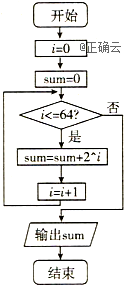 开始
i=0
@正确云
sum=0
i<=64?
否
是
sum=sum+2^i
i=i+1
输出sum
结束